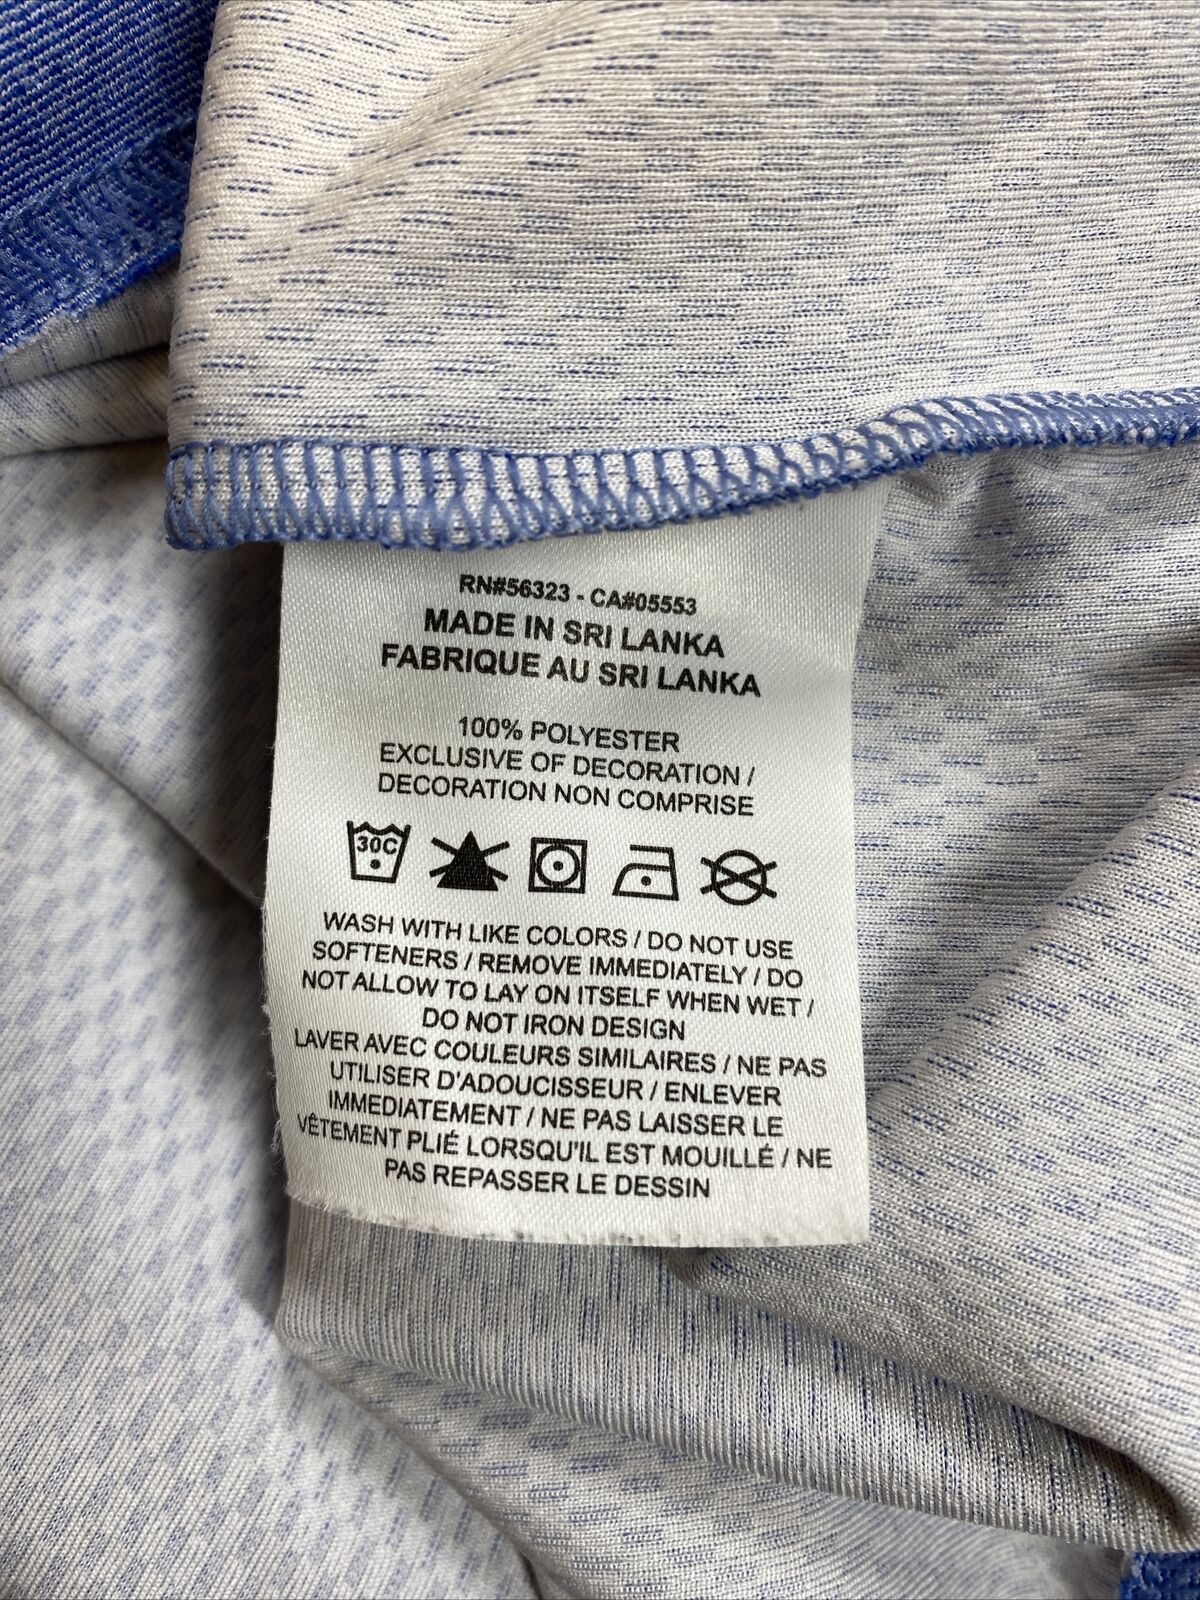 RN#56323 - CA#05553
MADE IN SRI LANKA
FABRIQUE AU SRI LANKA
100% POLYESTER
EXCLUSIVE OF DECORATION /
DECORATION NON COMPRISE
30C
WASH WITH LIKE COLORS / DO NOT USE
SOFTENERS / REMOVE IMMEDIATELY / DO
NOT ALLOW TO LAY ON ITSELF WHEN WET /
DO NOT IRON DESIGN
LAVER AVEC COULEURS SIMILAIRES / NE PAS
UTILISER D'ADOUCISSEUR / ENLEVER
IMMEDIATEMENT / NE PAS LAISSER LE
VÊTEMENT PLIÉ LORSQU'IL EST MOUILLÉ / NE
PAS REPASSER LE DESSIN